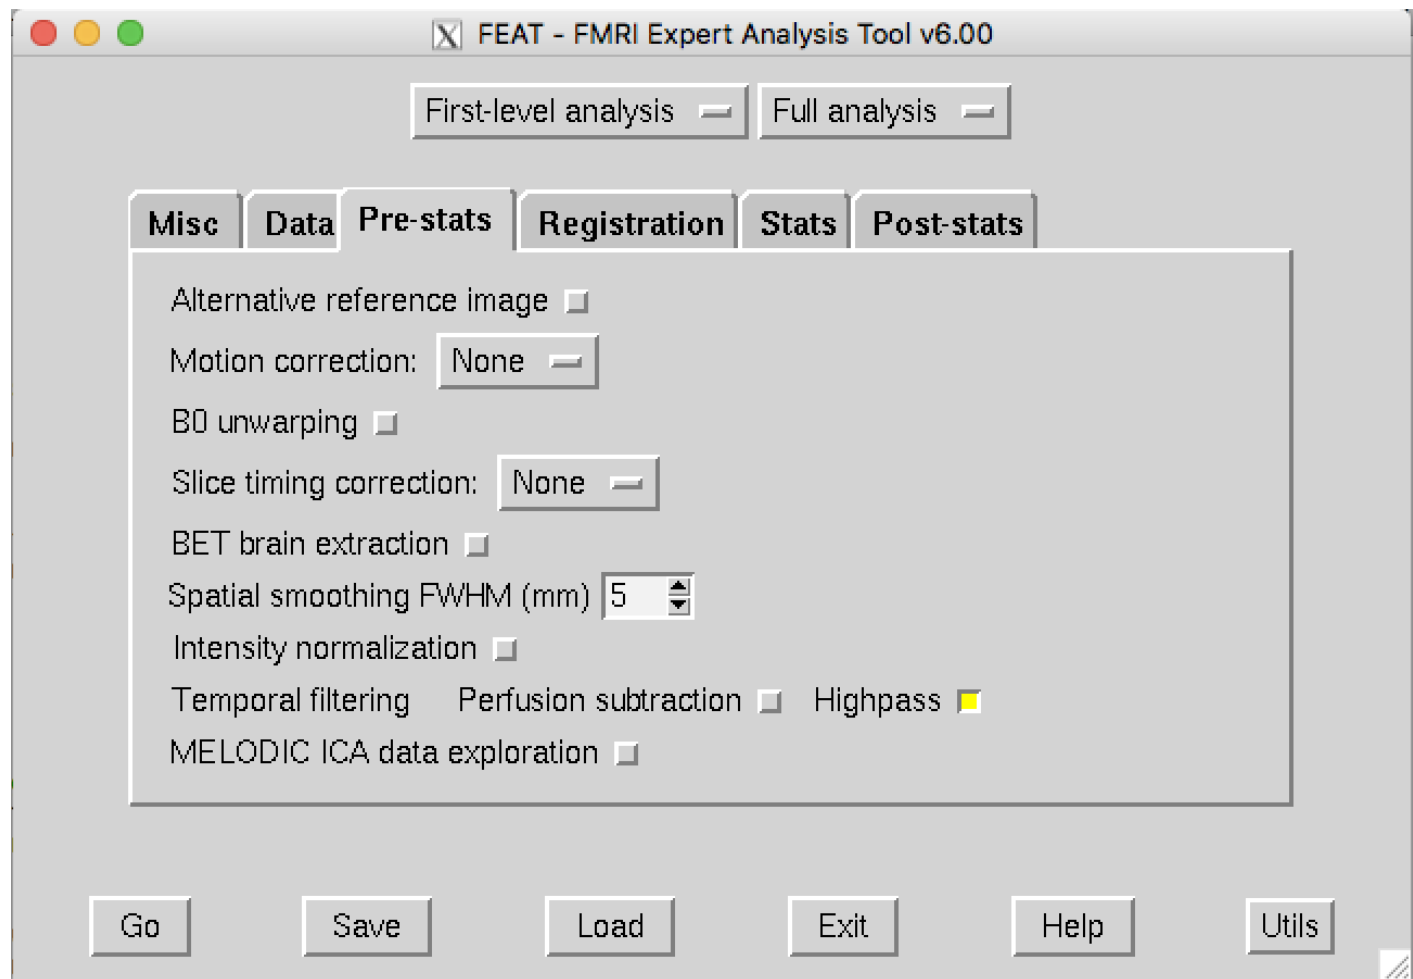 FEAT - FMRI Expert Analysis Tool v6.00
First-level analysis Full analysis
Misc Data Pre-stats Registration Stats Post-stats
Alternative reference image
Motion correction: None
B0 unwarping
Slice timing correction: None
BET brain extraction
Spatial smoothing FWHM (mm) 5
Intensity normalization
Temporal filtering Perfusion subtraction Highpass
MELODIC ICA data exploration
Go Save Load Exit Help Utils